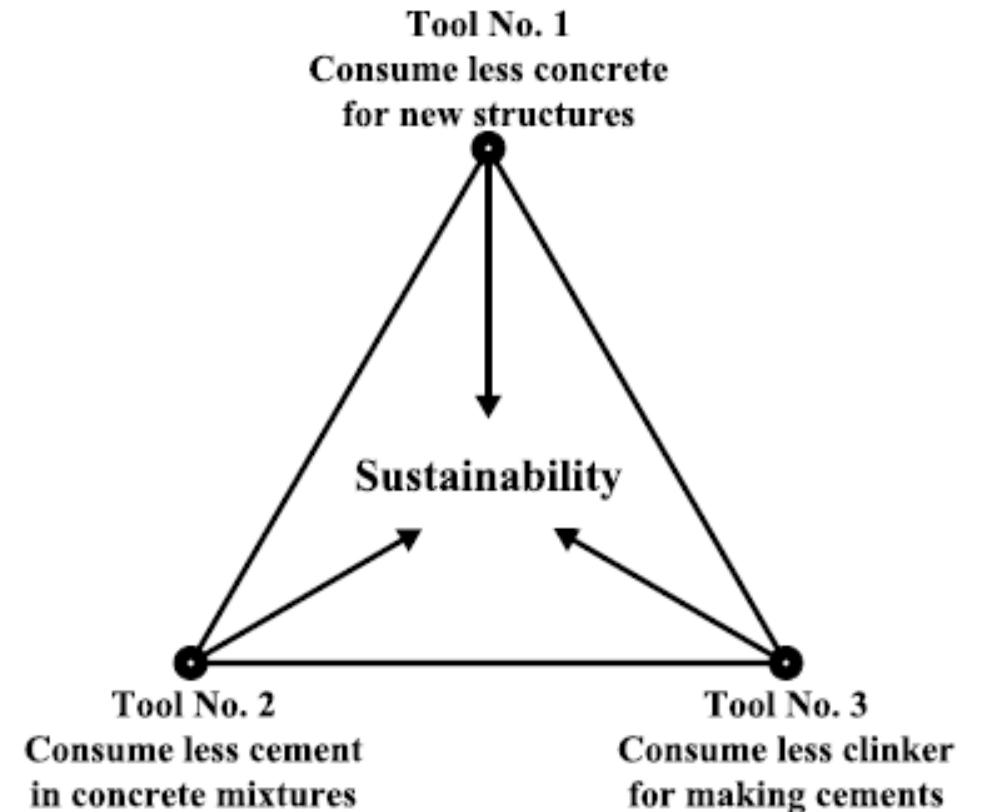 Tool No. 1
Consume less concrete
for new structures
Sustainability
Tool No. 2
Consume less cement
in concrete mixtures
Tool No. 3
Consume less clinker
for making cements